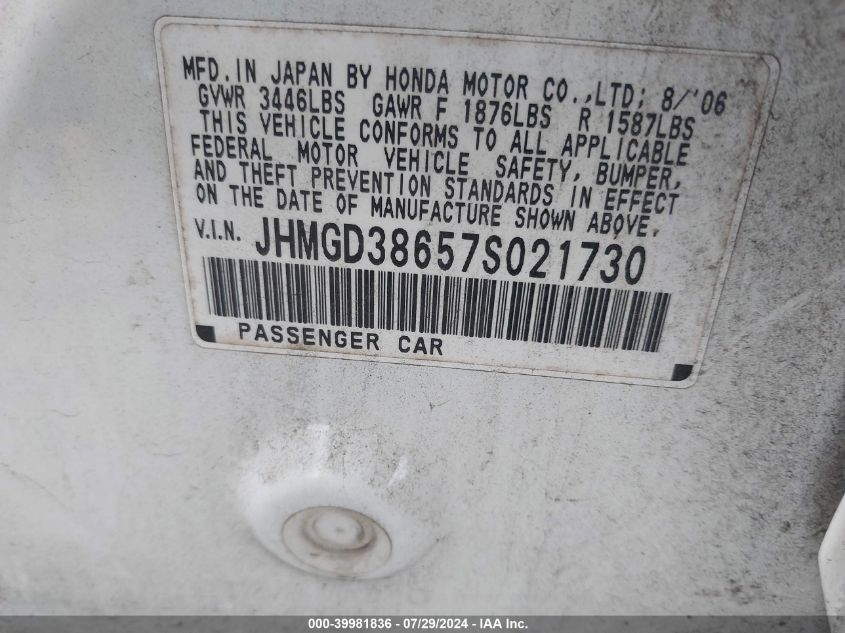 MFD. IN JAPAN BY HONDA MOTOR CO.,LTD; 8/'06
GVWR 3446LBS GAWR F 1876LBS R 1587LBS
THIS VEHICLE CONFORMS TO ALL APPLICABLE
FEDERAL MOTOR VEHICLE SAFETY, BUMPER,
AND THEFT PREVENTION STANDARDS IN EFFECT
ON THE DATE OF MANUFACTURE SHOWN ABOVE.
V.I.N. JHMGD38657S021730
PASSENGER CAR
000-39981836 - 07/29/2024 - IAA Inc.